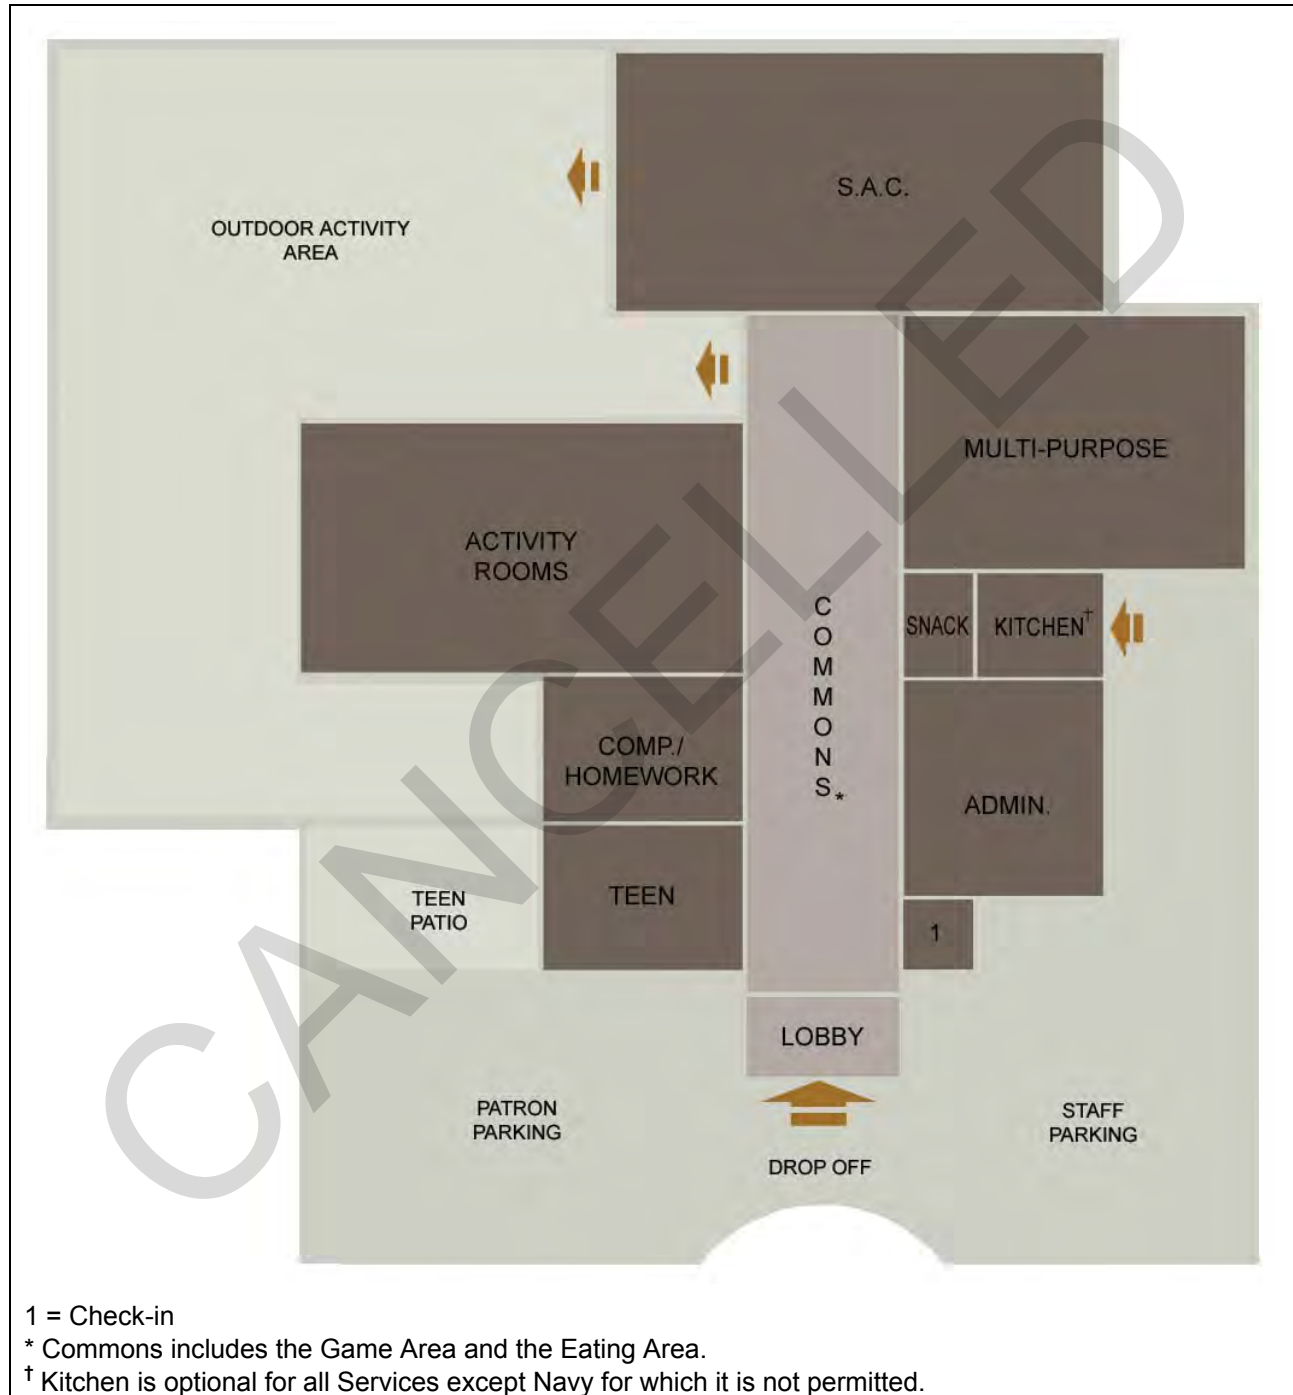 S.A.C.
OUTDOOR ACTIVITY
AREA
MULTI-PURPOSE
ACTIVITY
ROOMS
C
O
M
M
O
N
S*
SNACK
KITCHEN†
COMP./
HOMEWORK
ADMIN.
TEEN
PATIO
TEEN
1
LOBBY
PATRON
PARKING
STAFF
PARKING
DROP OFF
CANCELLED
1 = Check-in
* Commons includes the Game Area and the Eating Area.
† Kitchen is optional for all Services except Navy for which it is not permitted.